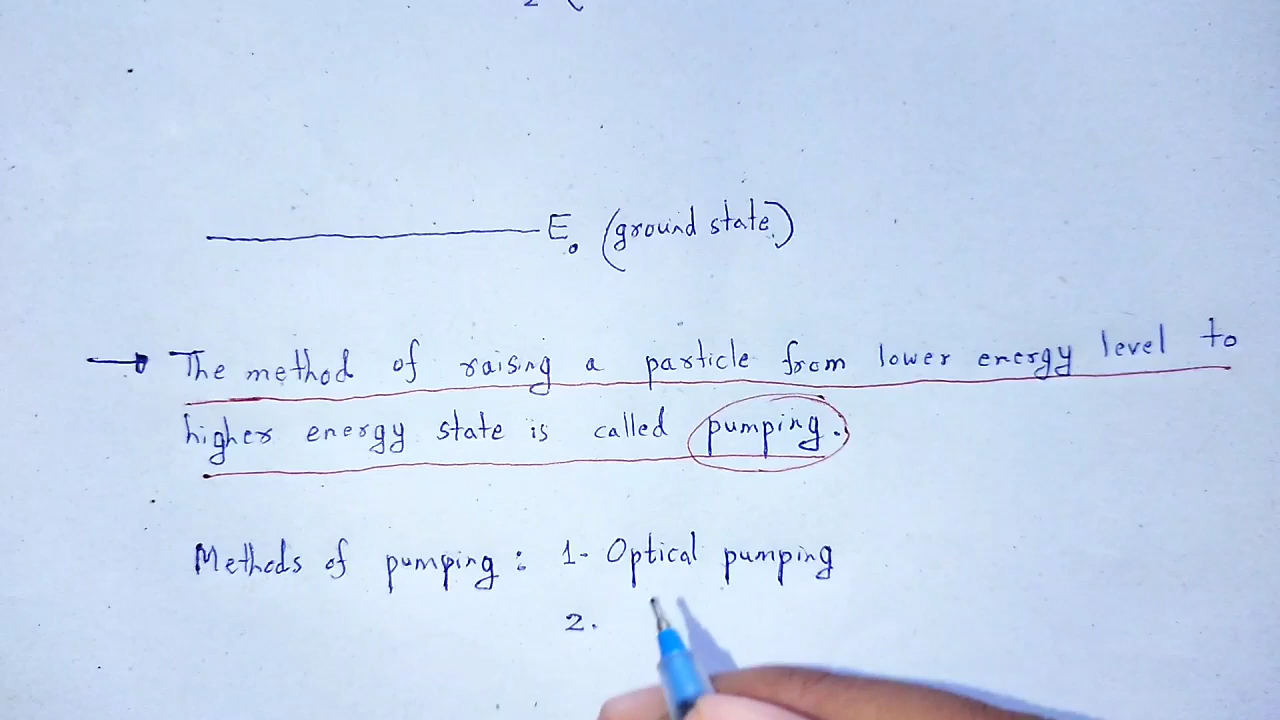 E₀ (ground state)
→ The method of raising a particle from lower energy level to
higher energy state is called pumping.
Methods of pumping : 1- Optical pumping
2.